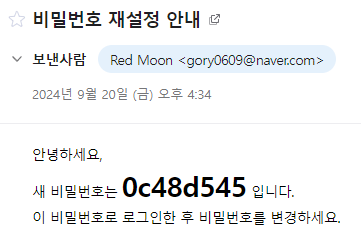 비밀번호 재설정 안내
보낸사람 Red Moon <gory0609@naver.com>
2024년 9월 20일 (금) 오후 4:34
안녕하세요,
새 비밀번호는 0c48d545 입니다.
이 비밀번호로 로그인한 후 비밀번호를 변경하세요.